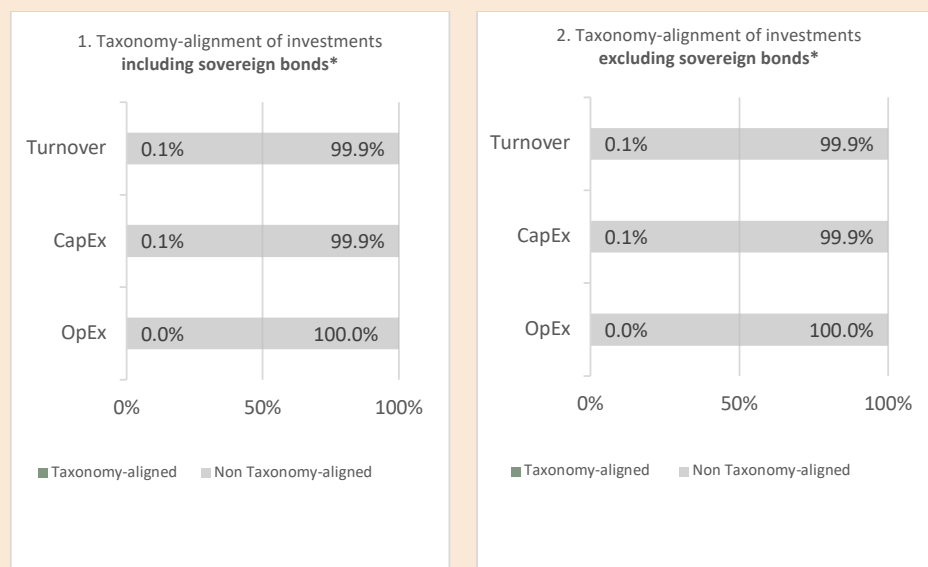 1. Taxonomy-alignment of investments
including sovereign bonds*
Turnover 0.1% 99.9%
CapEx 0.1% 99.9%
OpEx 0.0% 100.0%
0% 50% 100%
Taxonomy-aligned Non Taxonomy-aligned
2. Taxonomy-alignment of investments
excluding sovereign bonds*
Turnover 0.1% 99.9%
CapEx 0.1% 99.9%
OpEx 0.0% 100.0%
0% 50% 100%
Taxonomy-aligned Non Taxonomy-aligned